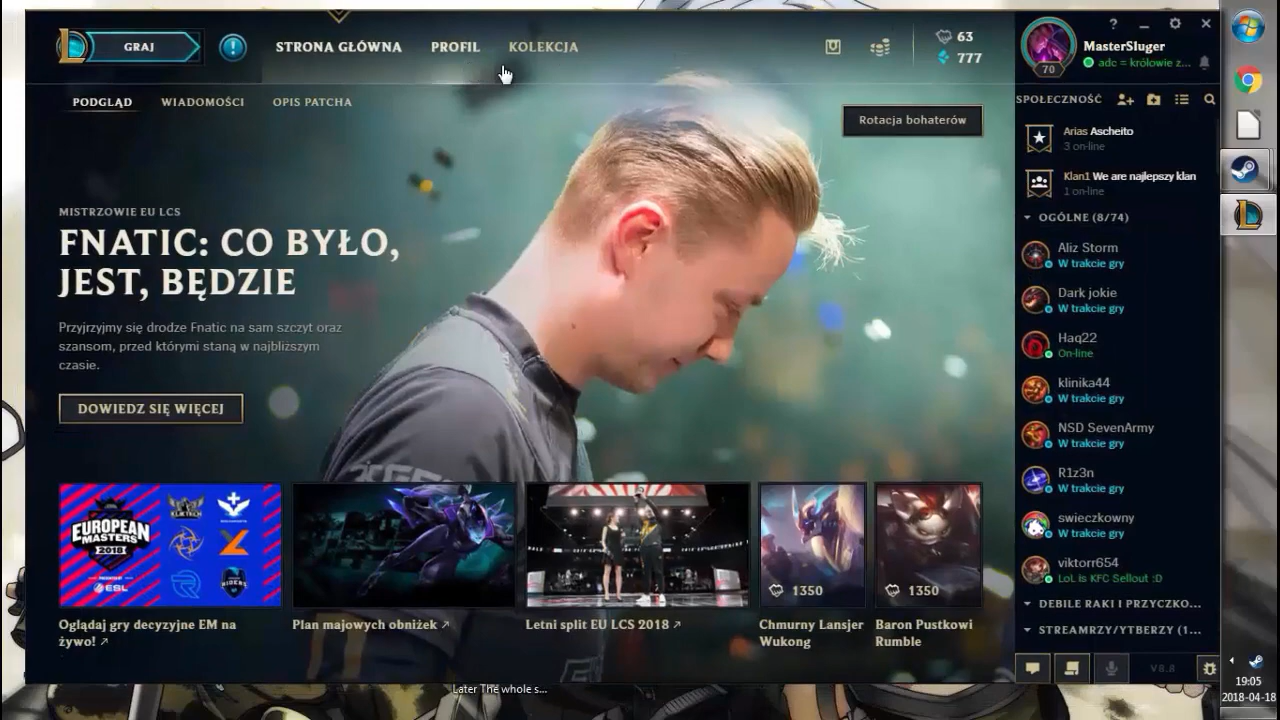 GRAJ
STRONA GŁÓWNA
PROFIL
KOLEKCJA
63
777
?
70
MasterSluger
adc = królowie z...
PODGLĄD
WIADOMOŚCI
OPIS PATCHA
Rotacja bohaterów
SPOŁECZNOŚĆ
Arias Ascheito
3 on-line
Klan1 We are najlepszy klan
1 on-line
OGÓLNE (8/74)
Aliz Storm
W trakcie gry
Dark jokie
W trakcie gry
Haq22
On-line
klinika44
W trakcie gry
NSD SevenArmy
W trakcie gry
R1z3n
W trakcie gry
swieczkowny
W trakcie gry
viktorr654
LoL is KFC Sellout :D
DEBILE RAKI I PRZYCZKO...
STREAMRZY/YTBERZY (1...
V8.8
MISTRZOWIE EU LCS
FNATIC: CO BYŁO,
JEST, BĘDZIE
Przyjrzyjmy się drodze Fnatic na sam szczyt oraz
szansom, przed którymi staną w najbliższym
czasie.
DOWIEDZ SIĘ WIĘCEJ
EUROPEAN
MASTERS
2018
ESL
1350
1350
Oglądaj gry decyzyjne EM na
żywo!
Plan majowych obniżek
Letni split EU LCS 2018
Chmurny Lansjer
Wukong
Baron Pustkowi
Rumble
Later The whole s...
19:05
2018-04-18